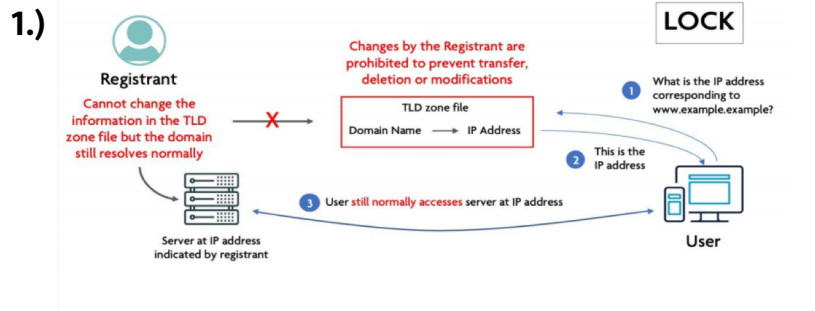 1.)
LOCK
Registrant
Cannot change the
information in the TLD
zone file but the domain
still resolves normally
X
Changes by the Registrant are
prohibited to prevent transfer,
deletion or modifications
TLD zone file
Domain Name IP Address
1
What is the IP address
corresponding to
www.example.example?
2
This is the
IP address
3 User still normally accesses server at IP address
Server at IP address
indicated by registrant
User